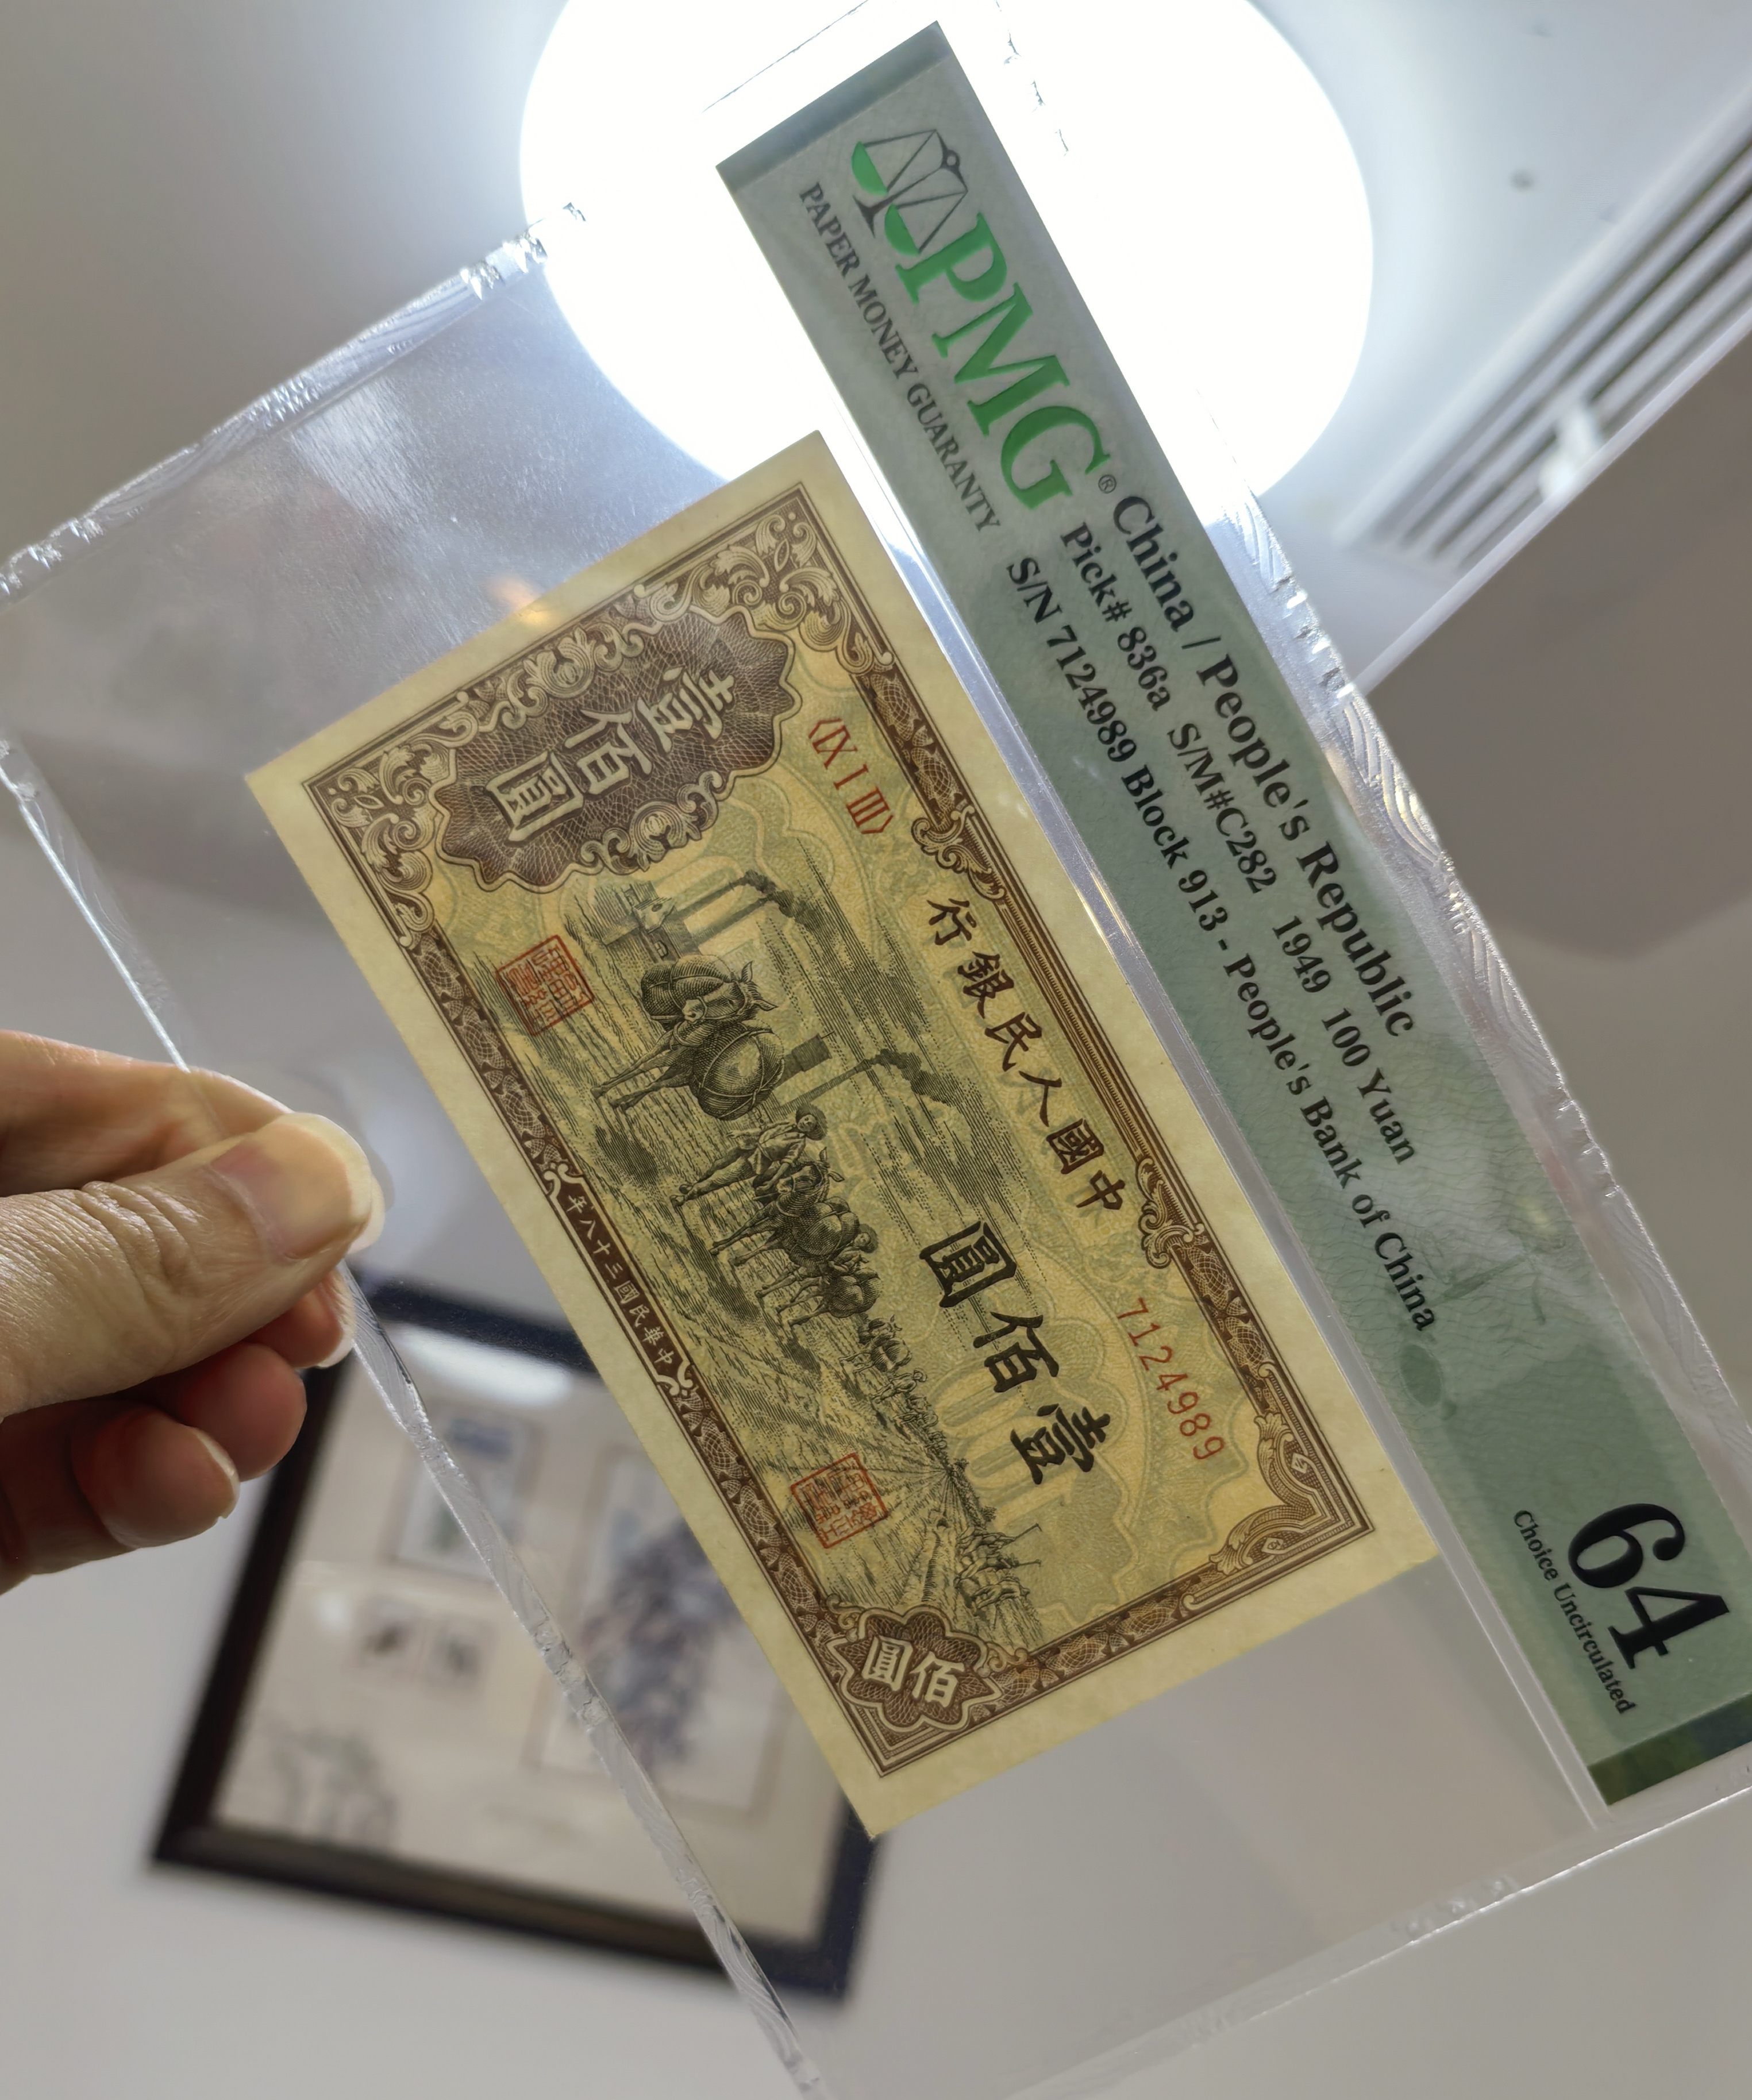 PMG®
PAPER MONEY GUARANTY
China / People's Republic
Pick# 836a S/M#C282 1949 100 Yuan
S/N 7124989 Block 913 - People's Bank of China
64
Choice Uncirculated
行銀民人國中
〈IX I III〉
7124989
壹佰圓
圓佰壹
年八十三國民華中
圓佰